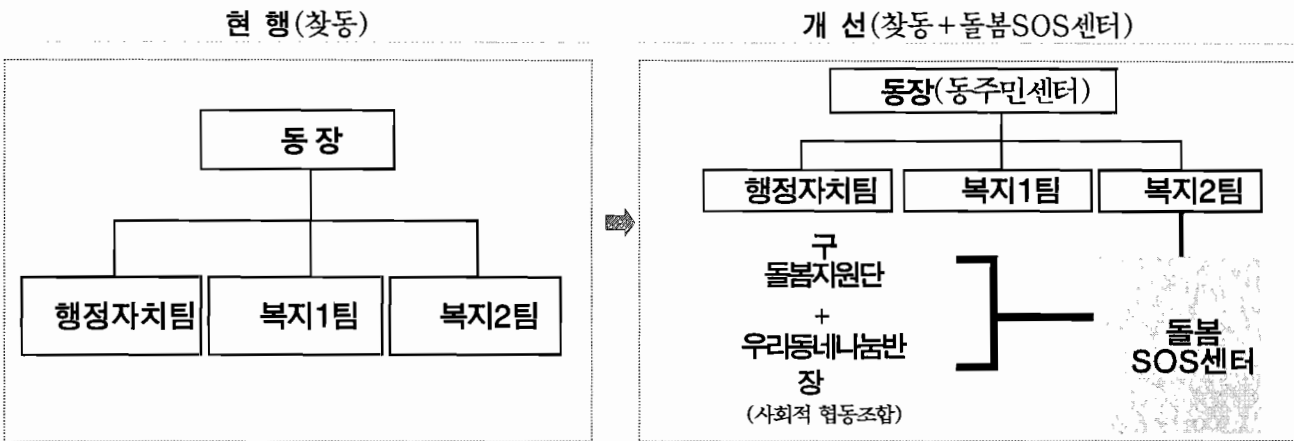 현 행(찾동)
동 장
행정자치팀
복지1팀
복지2팀
개 선(찾동+돌봄SOS센터)
동장(동주민센터)
행정자치팀
복지1팀
복지2팀
구
돌봄지원단
+
우리동네나눔반
장
(사회적 협동조합)
돌봄
SOS센터